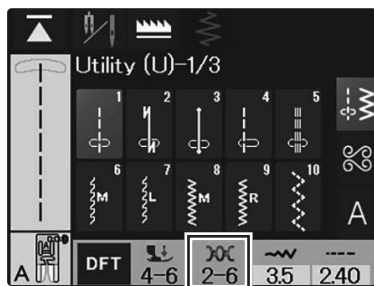 Utility (U)-1/3
1 2 3 4 5
6 7 8 9 10
M L M R
A
A DFT 4-6 2-6 3.5 2.40